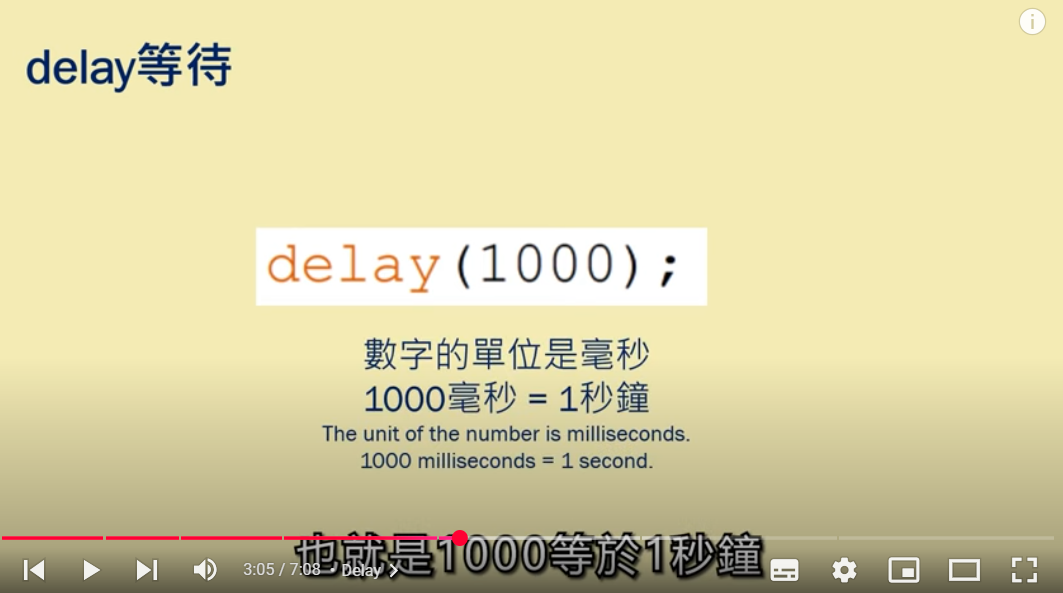 delay等待
delay(1000);
數字的單位是毫秒
1000毫秒 = 1秒鐘
The unit of the number is milliseconds.
1000 milliseconds = 1 second.
也就是1000等於1秒鐘
3:05 / 7:08 • Delay